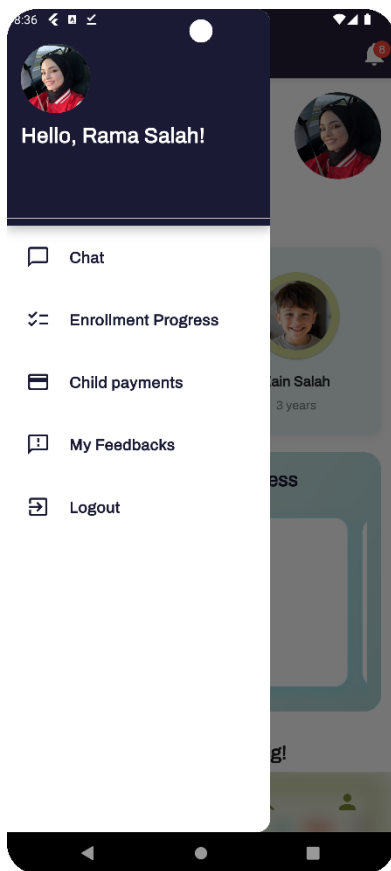 8:36
8
Hello, Rama Salah!
Chat
Enrollment Progress
Child payments
My Feedbacks
Logout
ain Salah
3 years
ess
g!